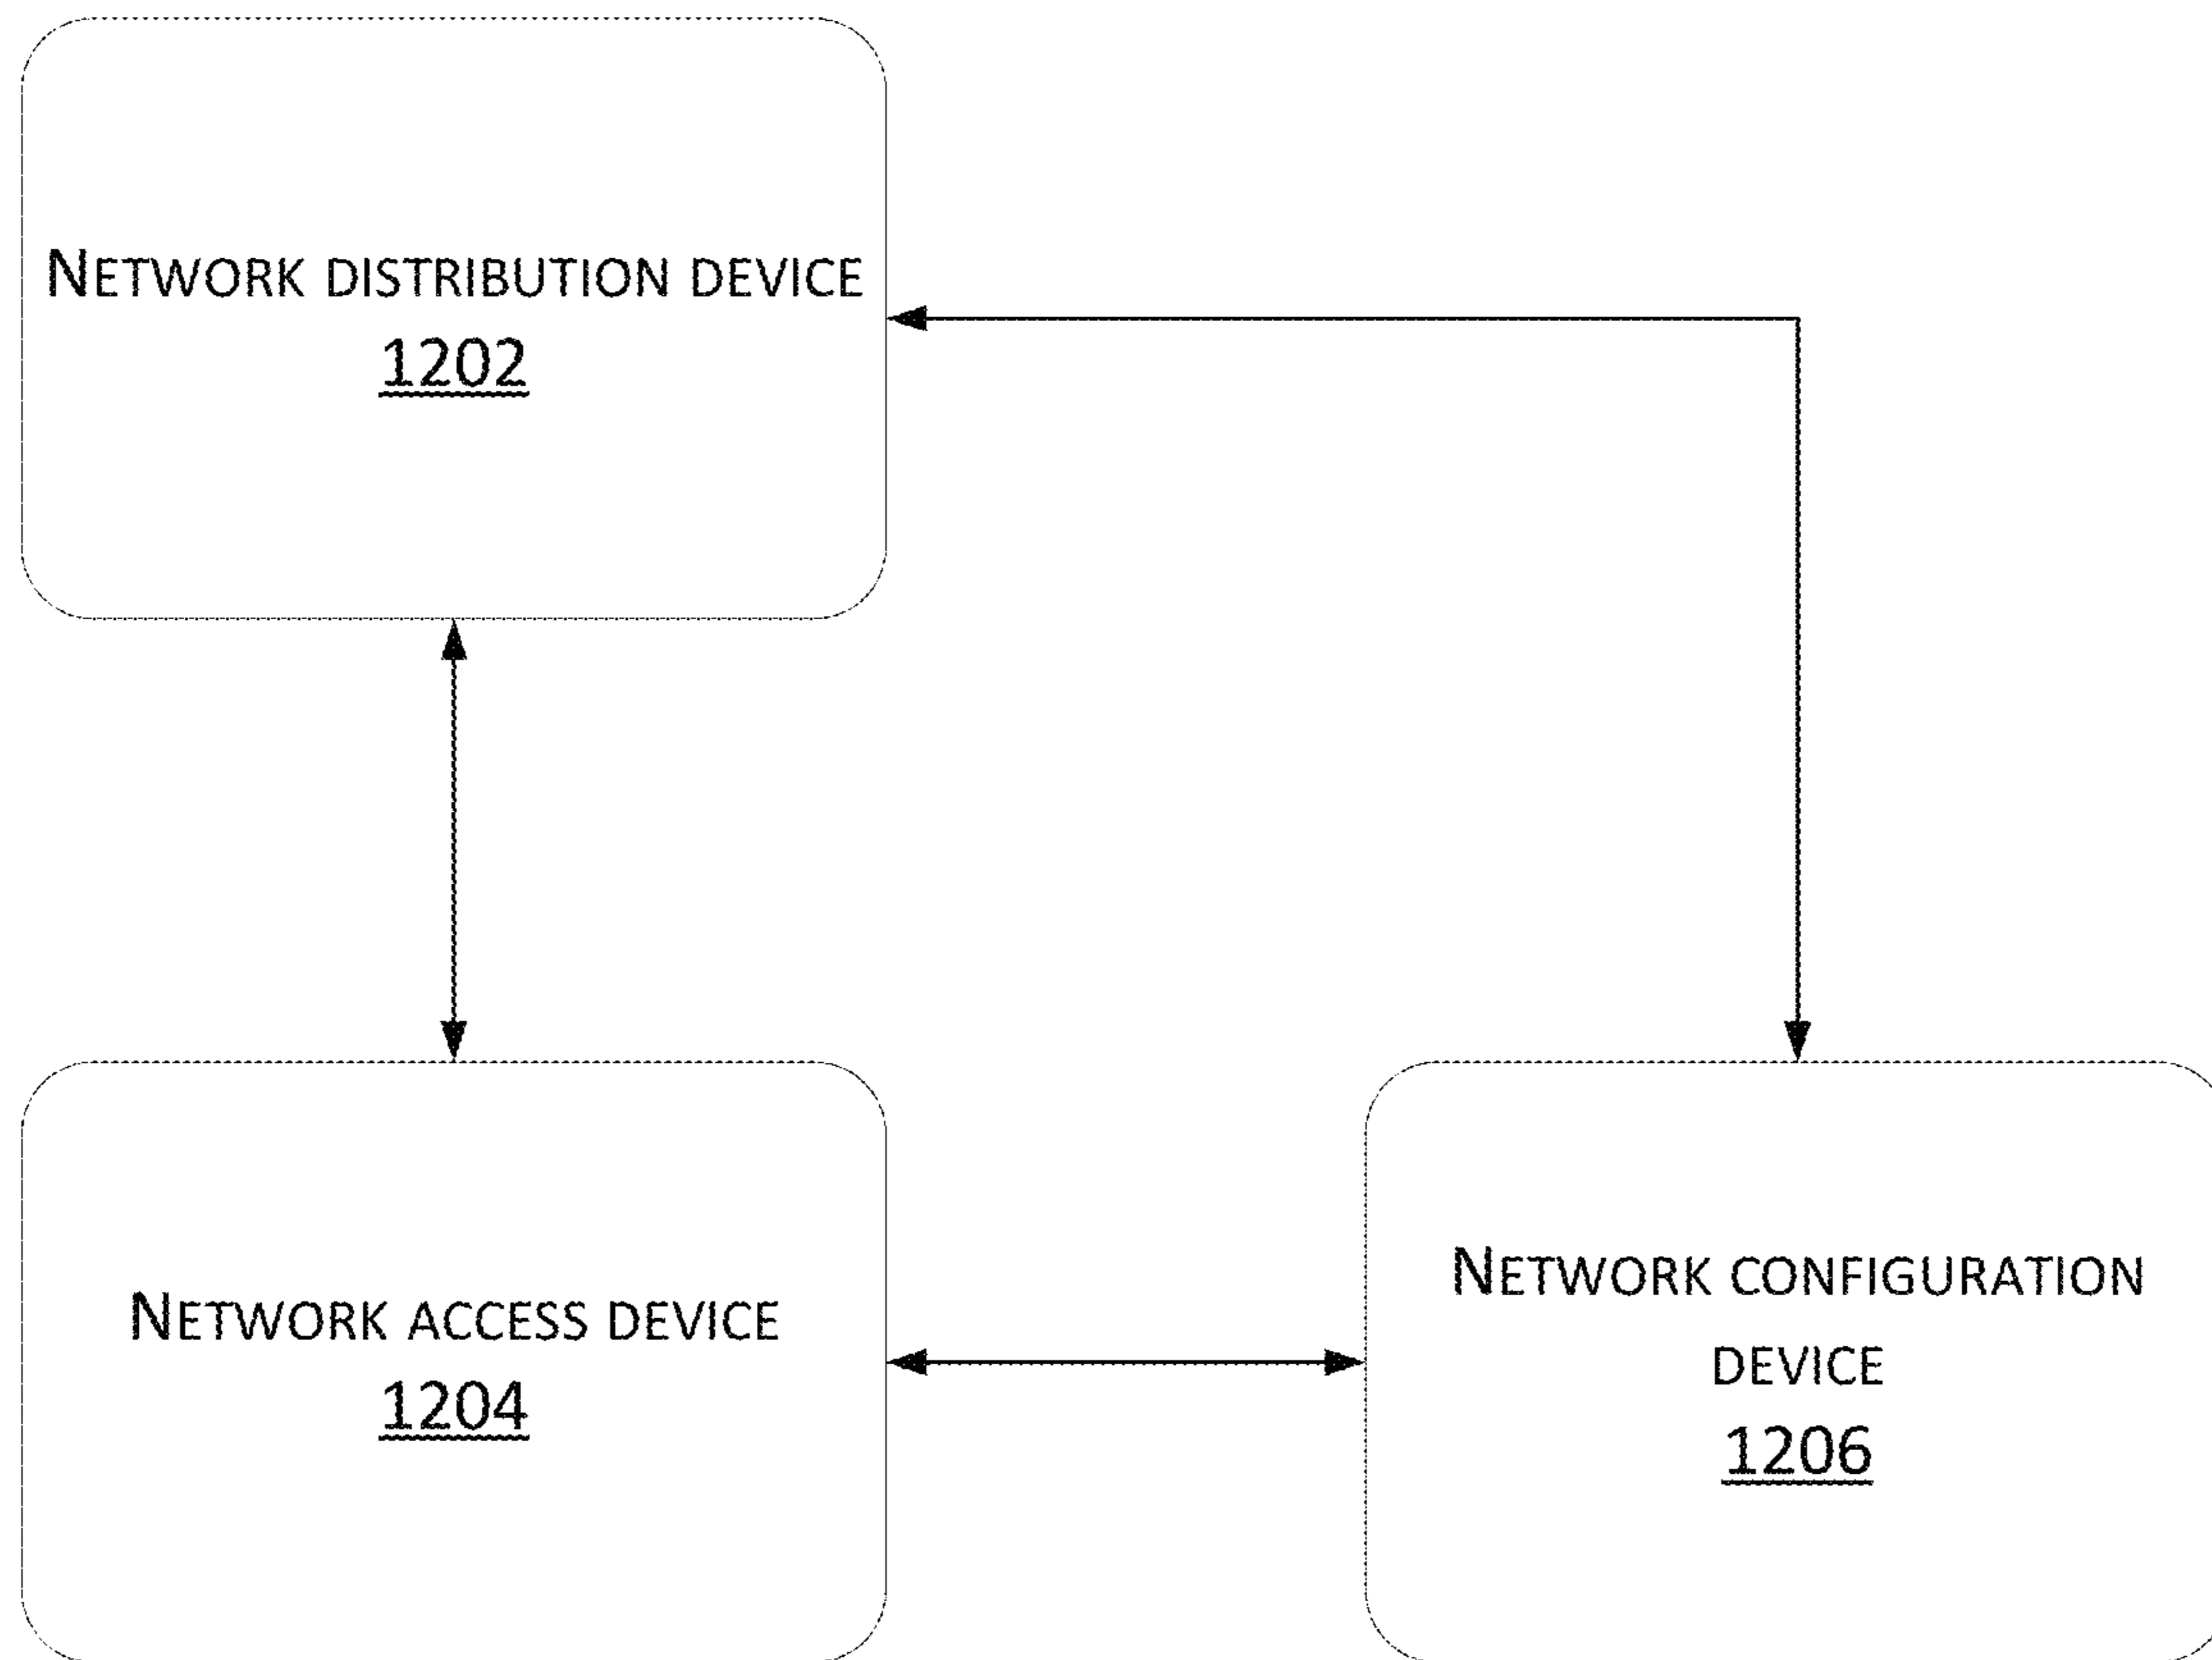 NETWORK DISTRIBUTION DEVICE
1202
NETWORK ACCESS DEVICE
1204
NETWORK CONFIGURATION
DEVICE
1206